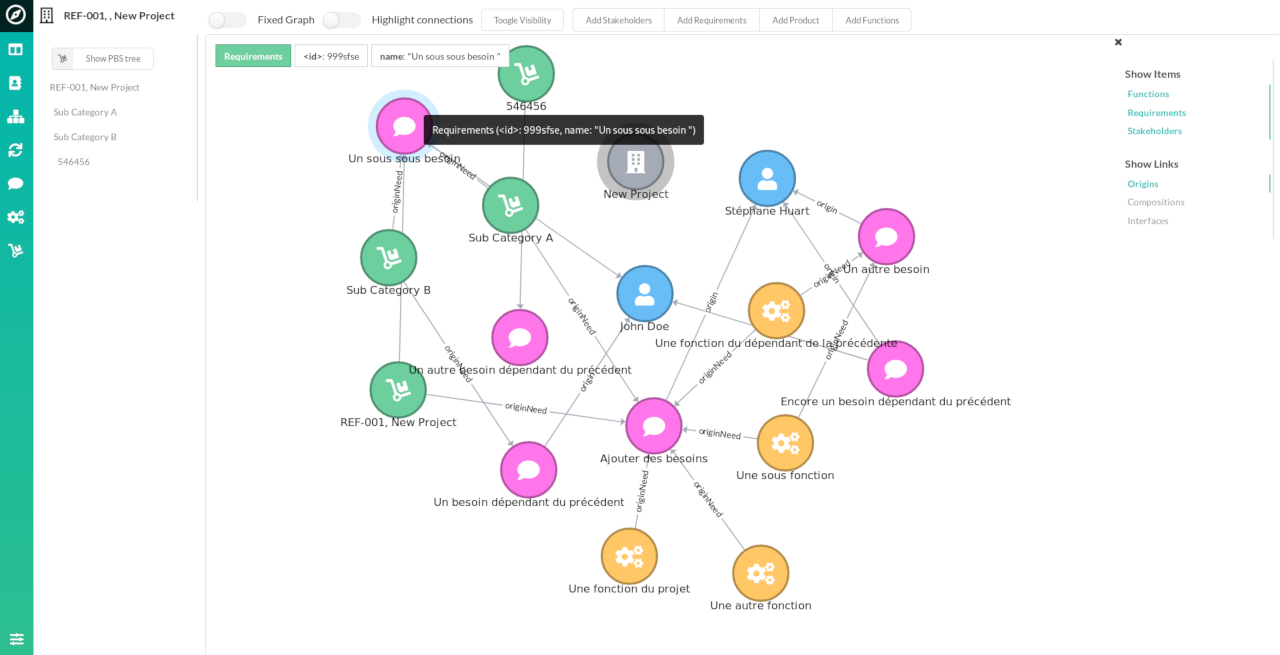 REF-001, , New Project
Fixed Graph
Highlight connections
Toogle Visibility
Add Stakeholders
Add Requirements
Add Product
Add Functions
Show PBS tree
REF-001, New Project
Sub Category A
Sub Category B
546456
Requirements
<id>: 999sfse
name: "Un sous sous besoin "
546456
Requirements (<id>: 999sfse, name: "Un sous sous besoin ")
Un sous sous besoin
originNeed
New Project
originNeed
Stéphane Huart
origin
Sub Category A
Un autre besoin
originNeed
origin
Sub Category B
origin
originNeed
John Doe
Une fonction du dépendant de la précédente
originNeed
originNeed
Un autre besoin dépendant du précédent
originNeed
origin
Encore un besoin dépendant du précédent
originNeed
REF-001, New Project
originNeed
Ajouter des besoins
Une sous fonction
Un besoin dépendant du précédent
originNeed
originNeed
Une fonction du projet
Une autre fonction
Show Items
Functions
Requirements
Stakeholders
Show Links
Origins
Compositions
Interfaces